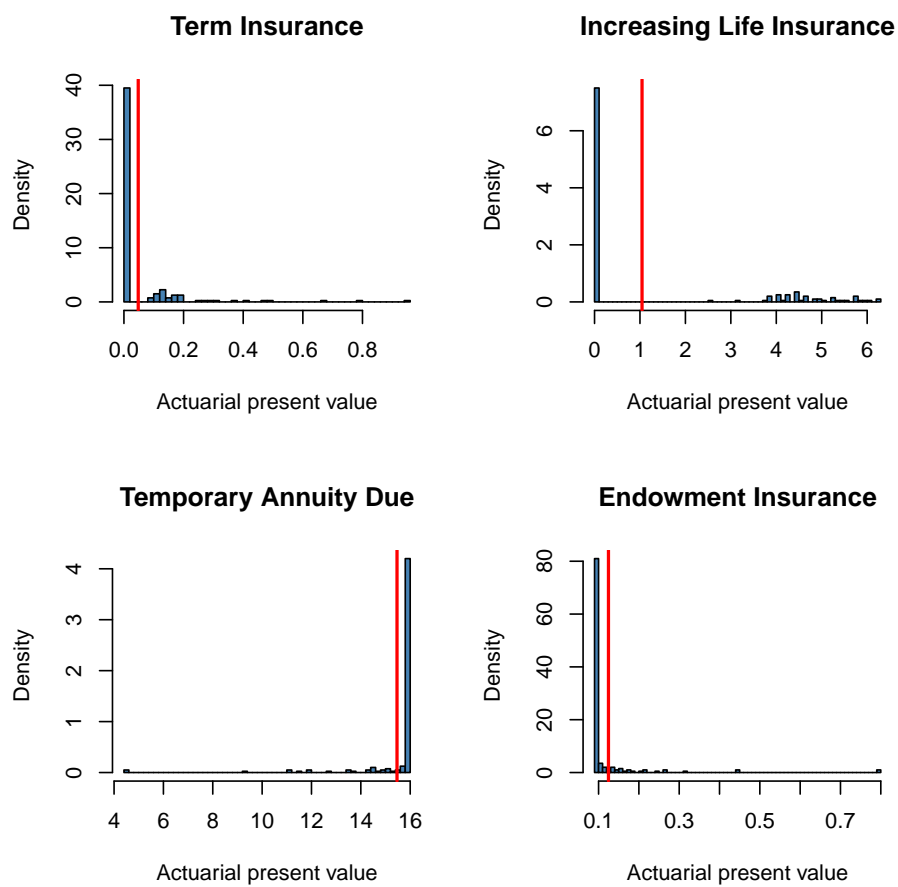 Term Insurance
Density
0 10 20 30 40
0.0 0.2 0.4 0.6 0.8
Actuarial present value
Increasing Life Insurance
Density
0 2 4 6
0 1 2 3 4 5 6
Actuarial present value
Temporary Annuity Due
Density
0 1 2 3 4
4 6 8 10 12 14 16
Actuarial present value
Endowment Insurance
Density
0 20 40 60 80
0.1 0.3 0.5 0.7
Actuarial present value